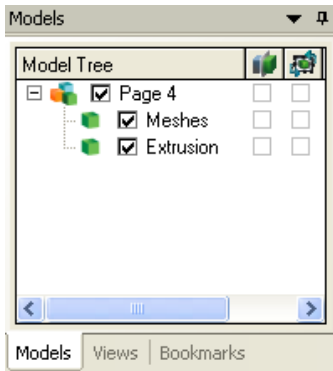 Models
Model Tree
Page 4
Meshes
Extrusion
Models Views Bookmarks